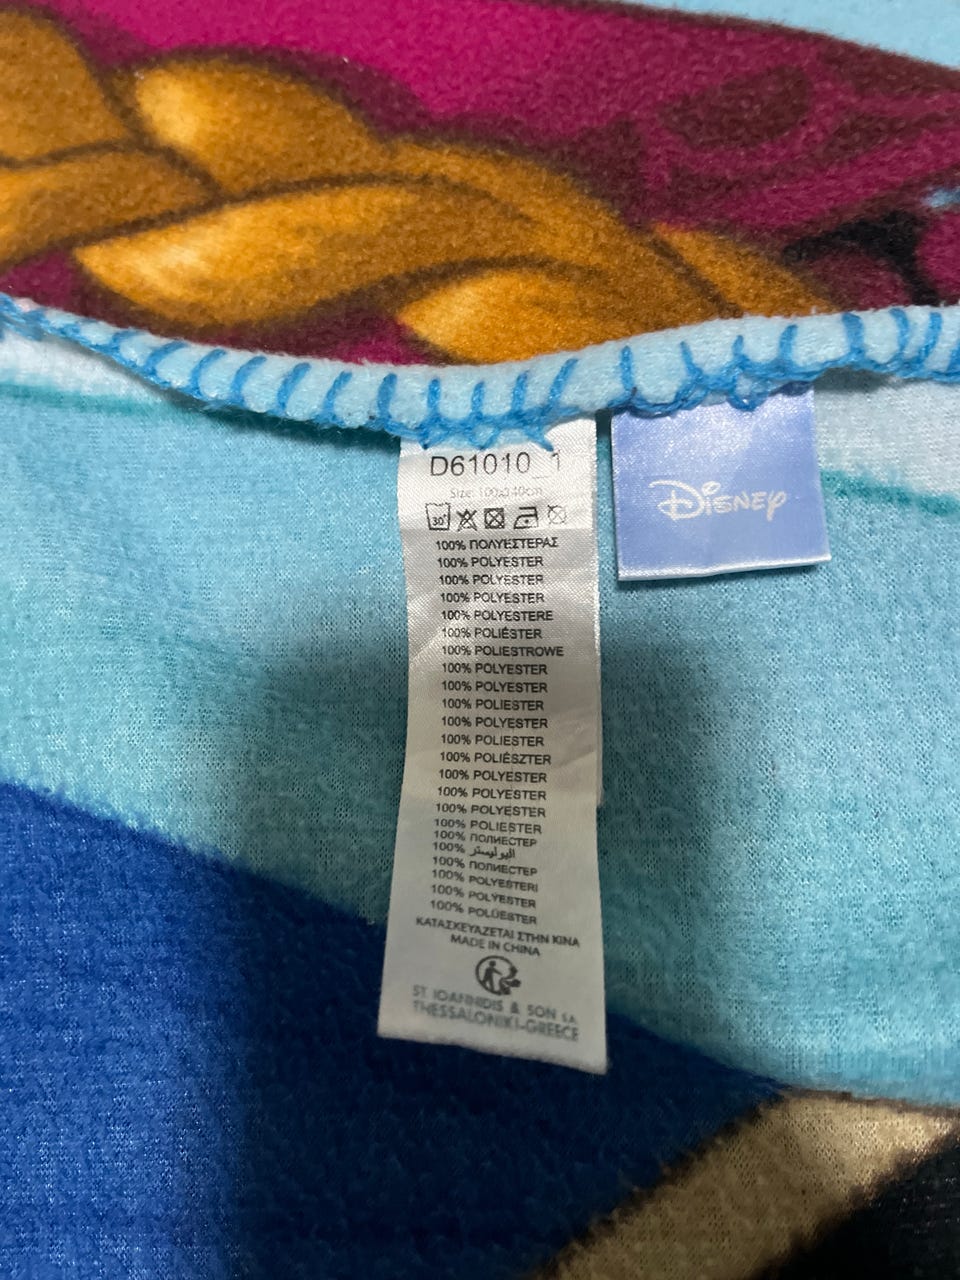 D61010_1
Size: 100x140cm
30°
100% ΠΟΛΥΕΣΤΕΡΑΣ
100% POLYESTER
100% POLYESTER
100% POLYESTER
100% POLYESTERE
100% POLIÉSTER
100% POLIESTROWE
100% POLYESTER
100% POLYESTER
100% POLIESTER
100% POLYESTER
100% POLIESTER
100% POLIÉSZTER
100% POLYESTER
100% POLYESTER
100% POLYESTER
100% POLIESTER
100% ПОЛИЕСТЕР
100% البوليستر
100% ПОЛИЕСТЕР
100% POLYESTERI
100% POLYESTER
100% POLÜESTER
ΚΑΤΑΣΚΕΥΑΖΕΤΑΙ ΣΤΗΝ ΚΙΝΑ
MADE IN CHINA
ST. IOANNIDIS & SON S.A.
THESSALONIKI-GREECE
Disney